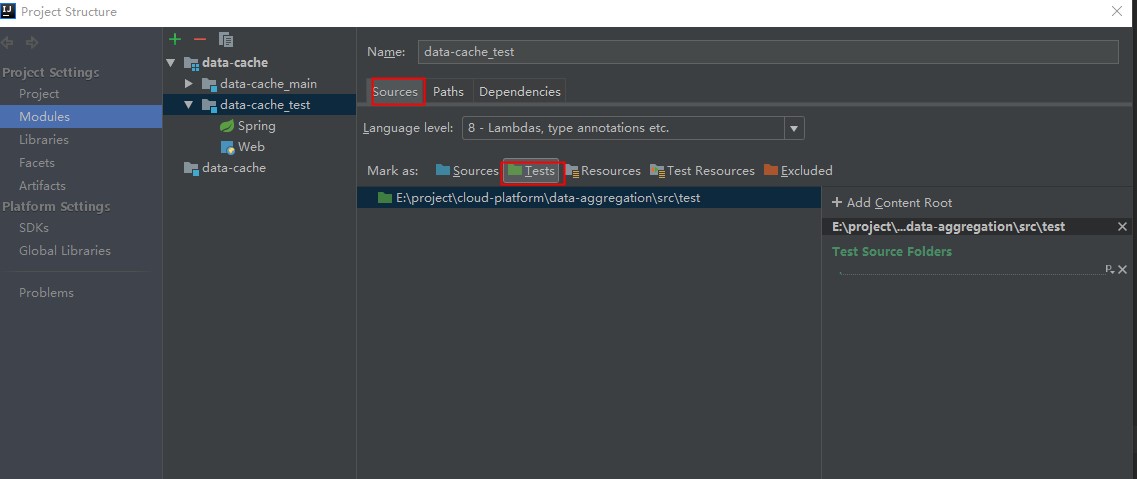 Project Structure
Project Settings
Project
Modules
Libraries
Facets
Artifacts
Platform Settings
SDKs
Global Libraries
Problems
data-cache
data-cache_main
data-cache_test
Spring
Web
data-cache
Name: data-cache_test
Sources Paths Dependencies
Language level: 8 - Lambdas, type annotations etc.
Mark as: Sources Tests Resources Test Resources Excluded
E:\project\cloud-platform\data-aggregation\src\test
+ Add Content Root
E:\project\...data-aggregation\src\test
Test Source Folders
.